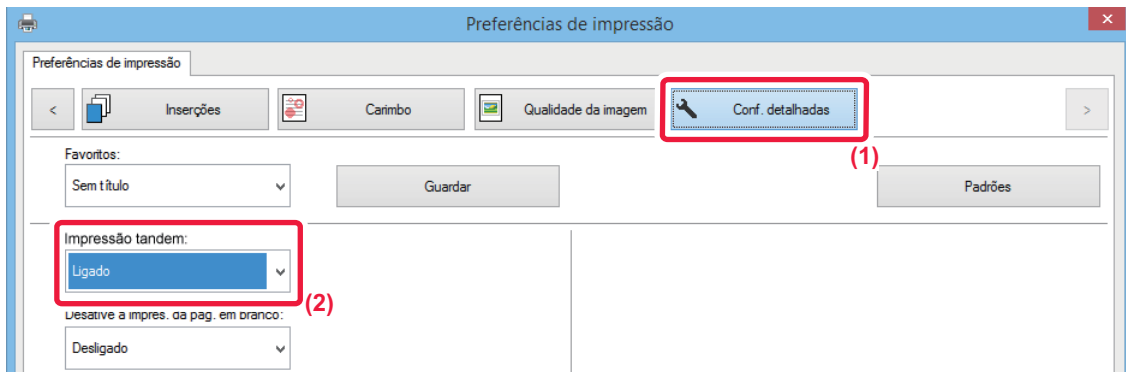 Preferências de impressão
Preferências de impressão
< Inserções Carimbo Qualidade da imagem Conf. detalhadas >
(1)
Favoritos:
Sem título Guardar Padrões
Impressão tandem:
Ligado
(2)
Desative a impres. da pág. em branco:
Desligado